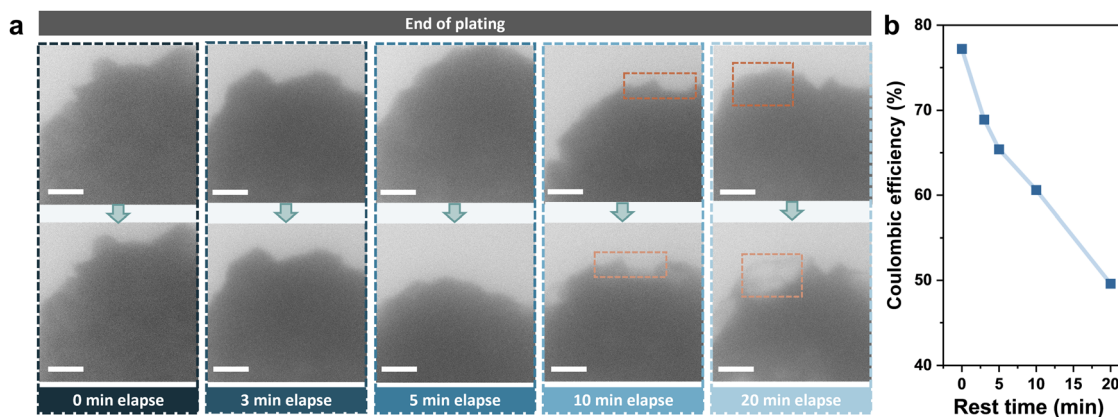 a
End of plating
0 min elapse
3 min elapse
5 min elapse
10 min elapse
20 min elapse
b
Coulombic efficiency (%)
80
70
60
50
40
0 5 10 15 20
Rest time (min)